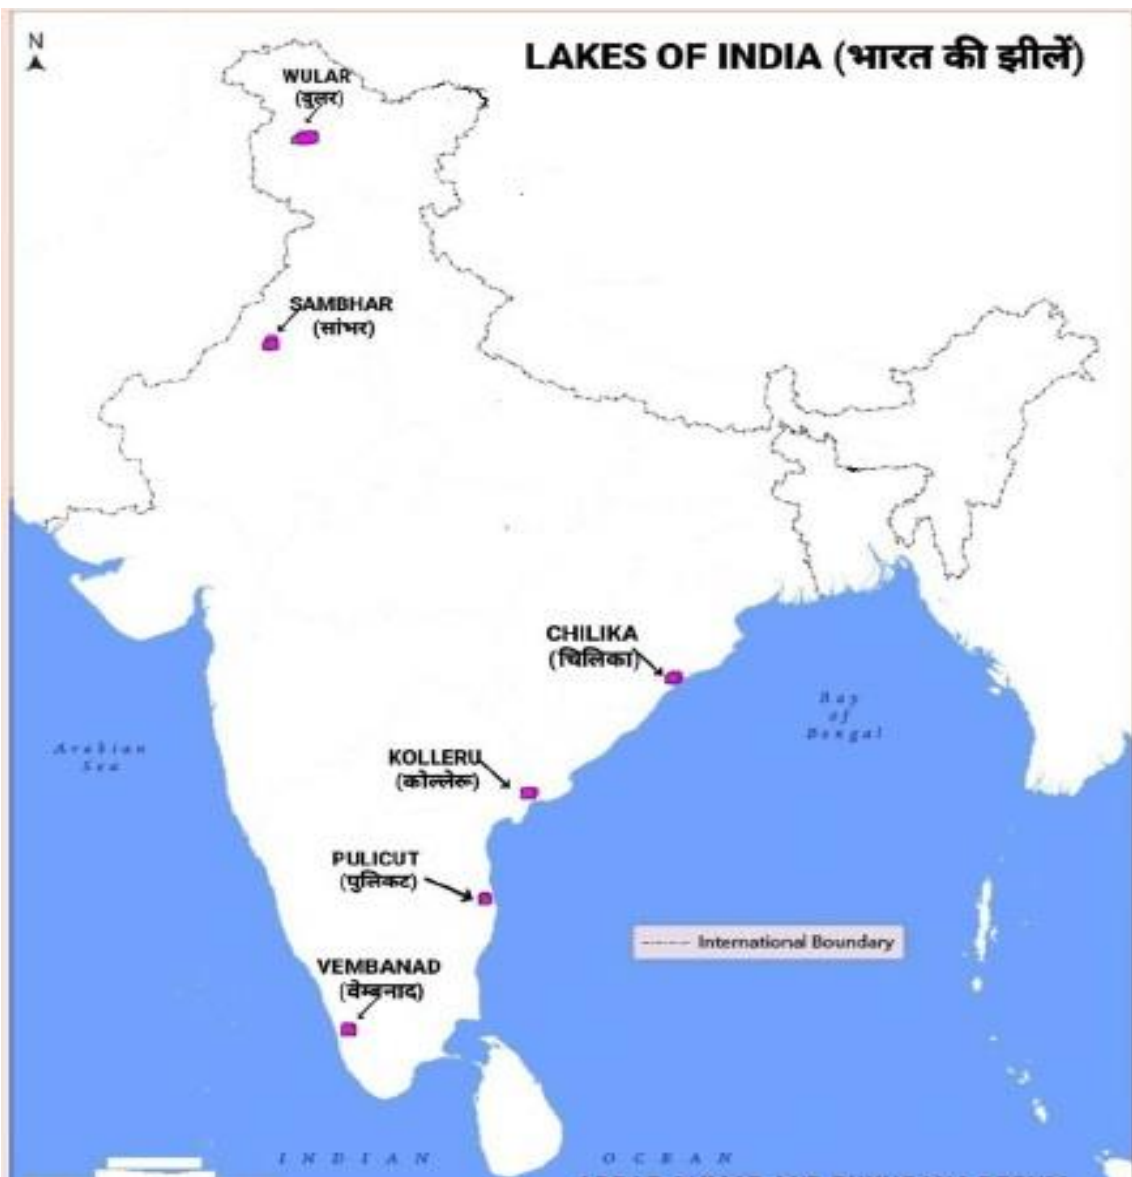 N
LAKES OF INDIA (भारत की झीलें)
WULAR
(वुलर)
SAMBHAR
(सांभर)
CHILIKA
(चिलिका)
Bay
of
Bengal
Arabian
Sea
KOLLERU
(कोल्लेरू)
PULICUT
(पुलिकट)
International Boundary
VEMBANAD
(वेम्बनाद)
INDIAN OCEAN